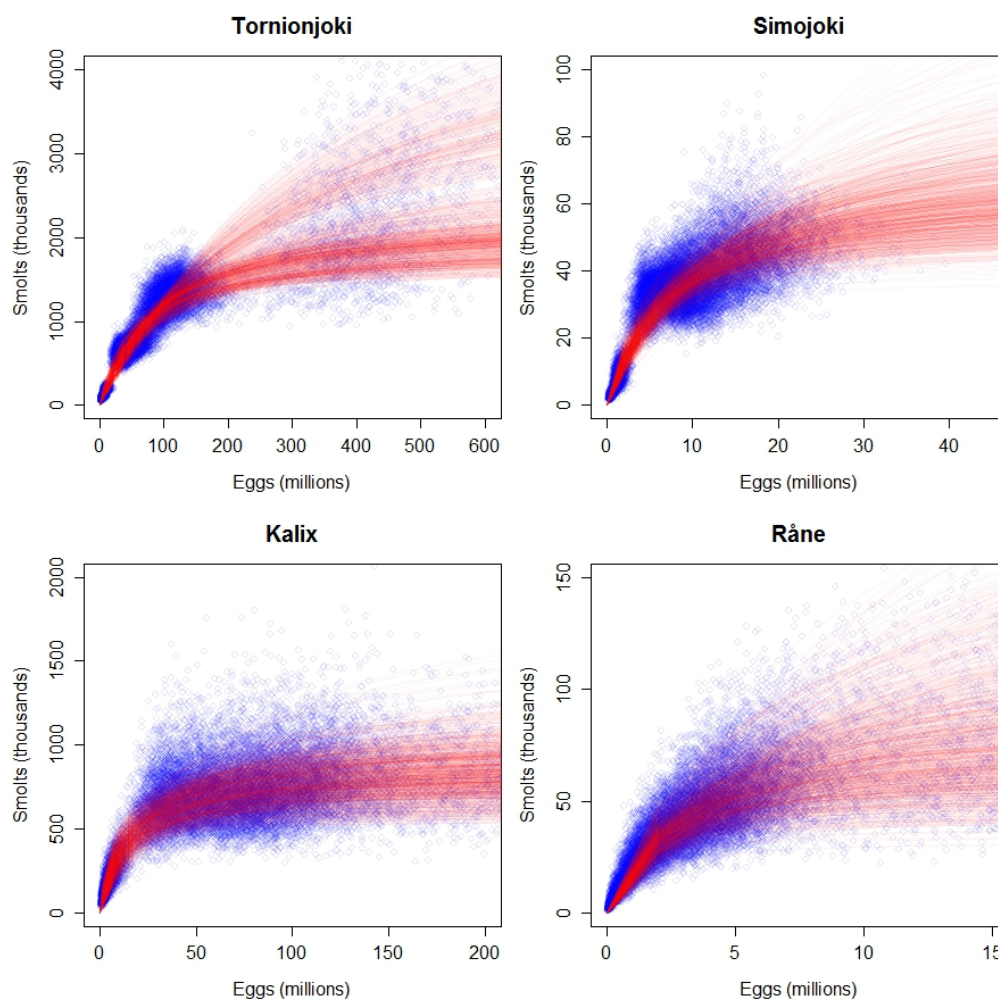 Tornionjoki
Smolts (thousands)
0 1000 2000 3000 4000
0 100 200 300 400 500 600
Eggs (millions)
Simojoki
Smolts (thousands)
0 20 40 60 80 100
0 10 20 30 40
Eggs (millions)
Kalix
Smolts (thousands)
0 500 1000 1500 2000
0 50 100 150 200
Eggs (millions)
Råne
Smolts (thousands)
0 50 100 150
0 5 10 15
Eggs (millions)